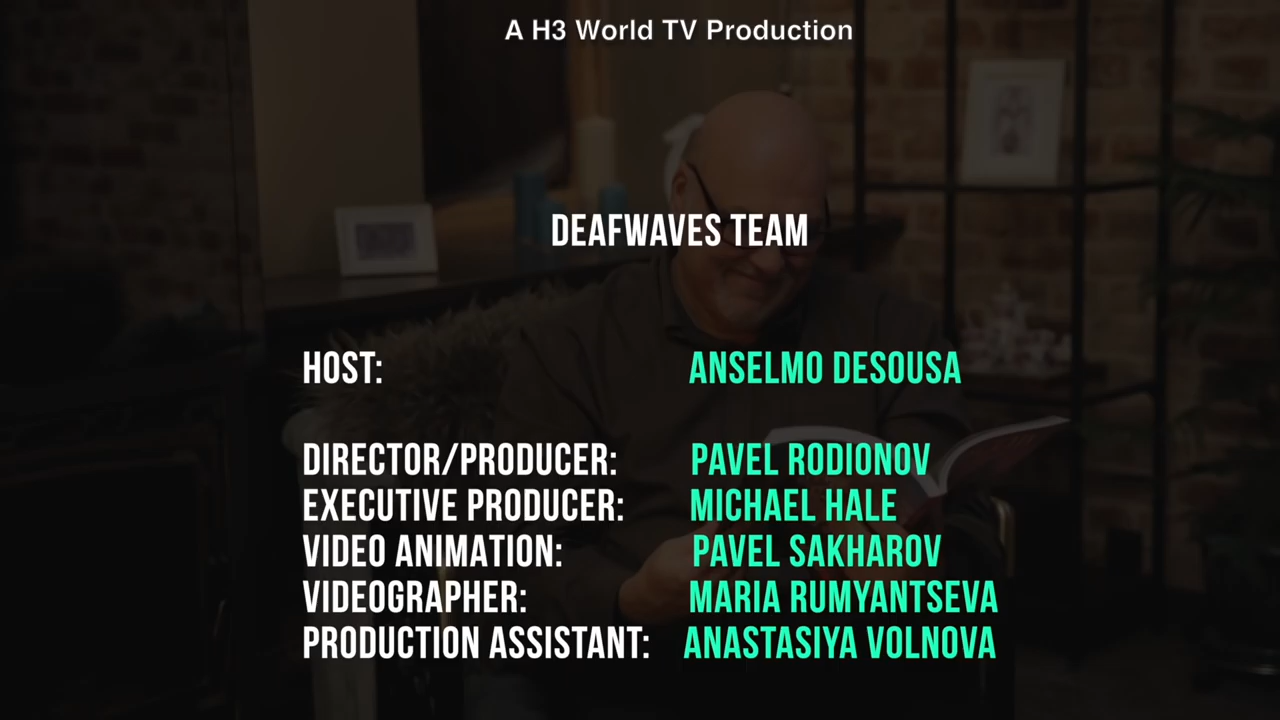 A H3 World TV Production
DEAFWAVES TEAM
HOST: ANSELMO DESOUSA
DIRECTOR/PRODUCER: PAVEL RODIONOV
EXECUTIVE PRODUCER: MICHAEL HALE
VIDEO ANIMATION: PAVEL SAKHAROV
VIDEOGRAPHER: MARIA RUMYANTSEVA
PRODUCTION ASSISTANT: ANASTASIYA VOLNOVA